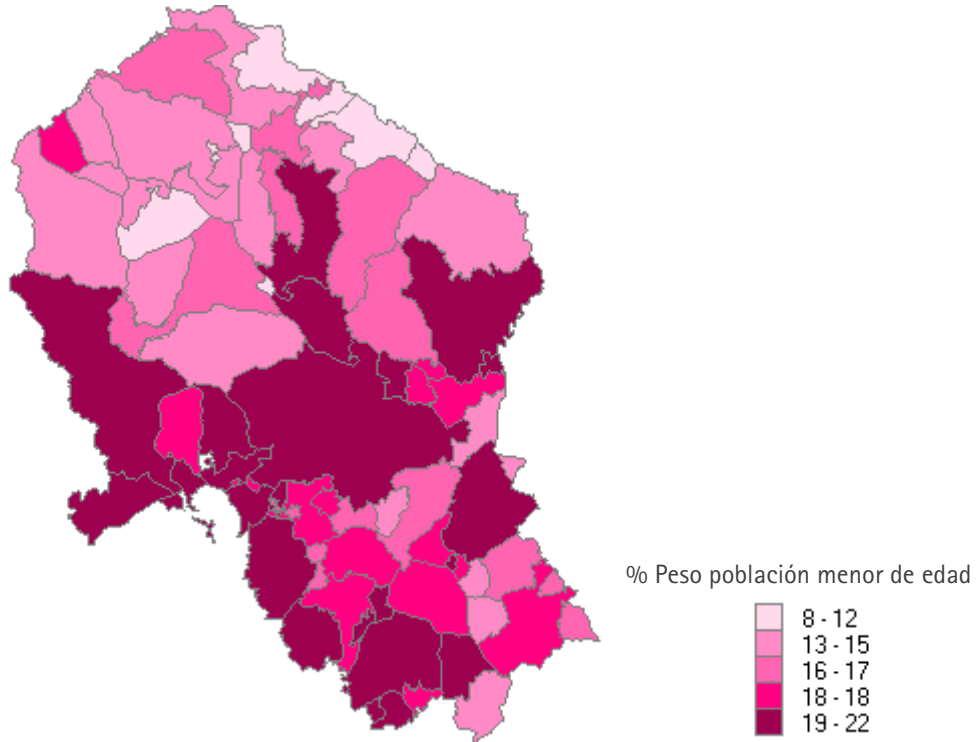 % Peso población menor de edad
8 - 12
13 - 15
16 - 17
18 - 18
19 - 22